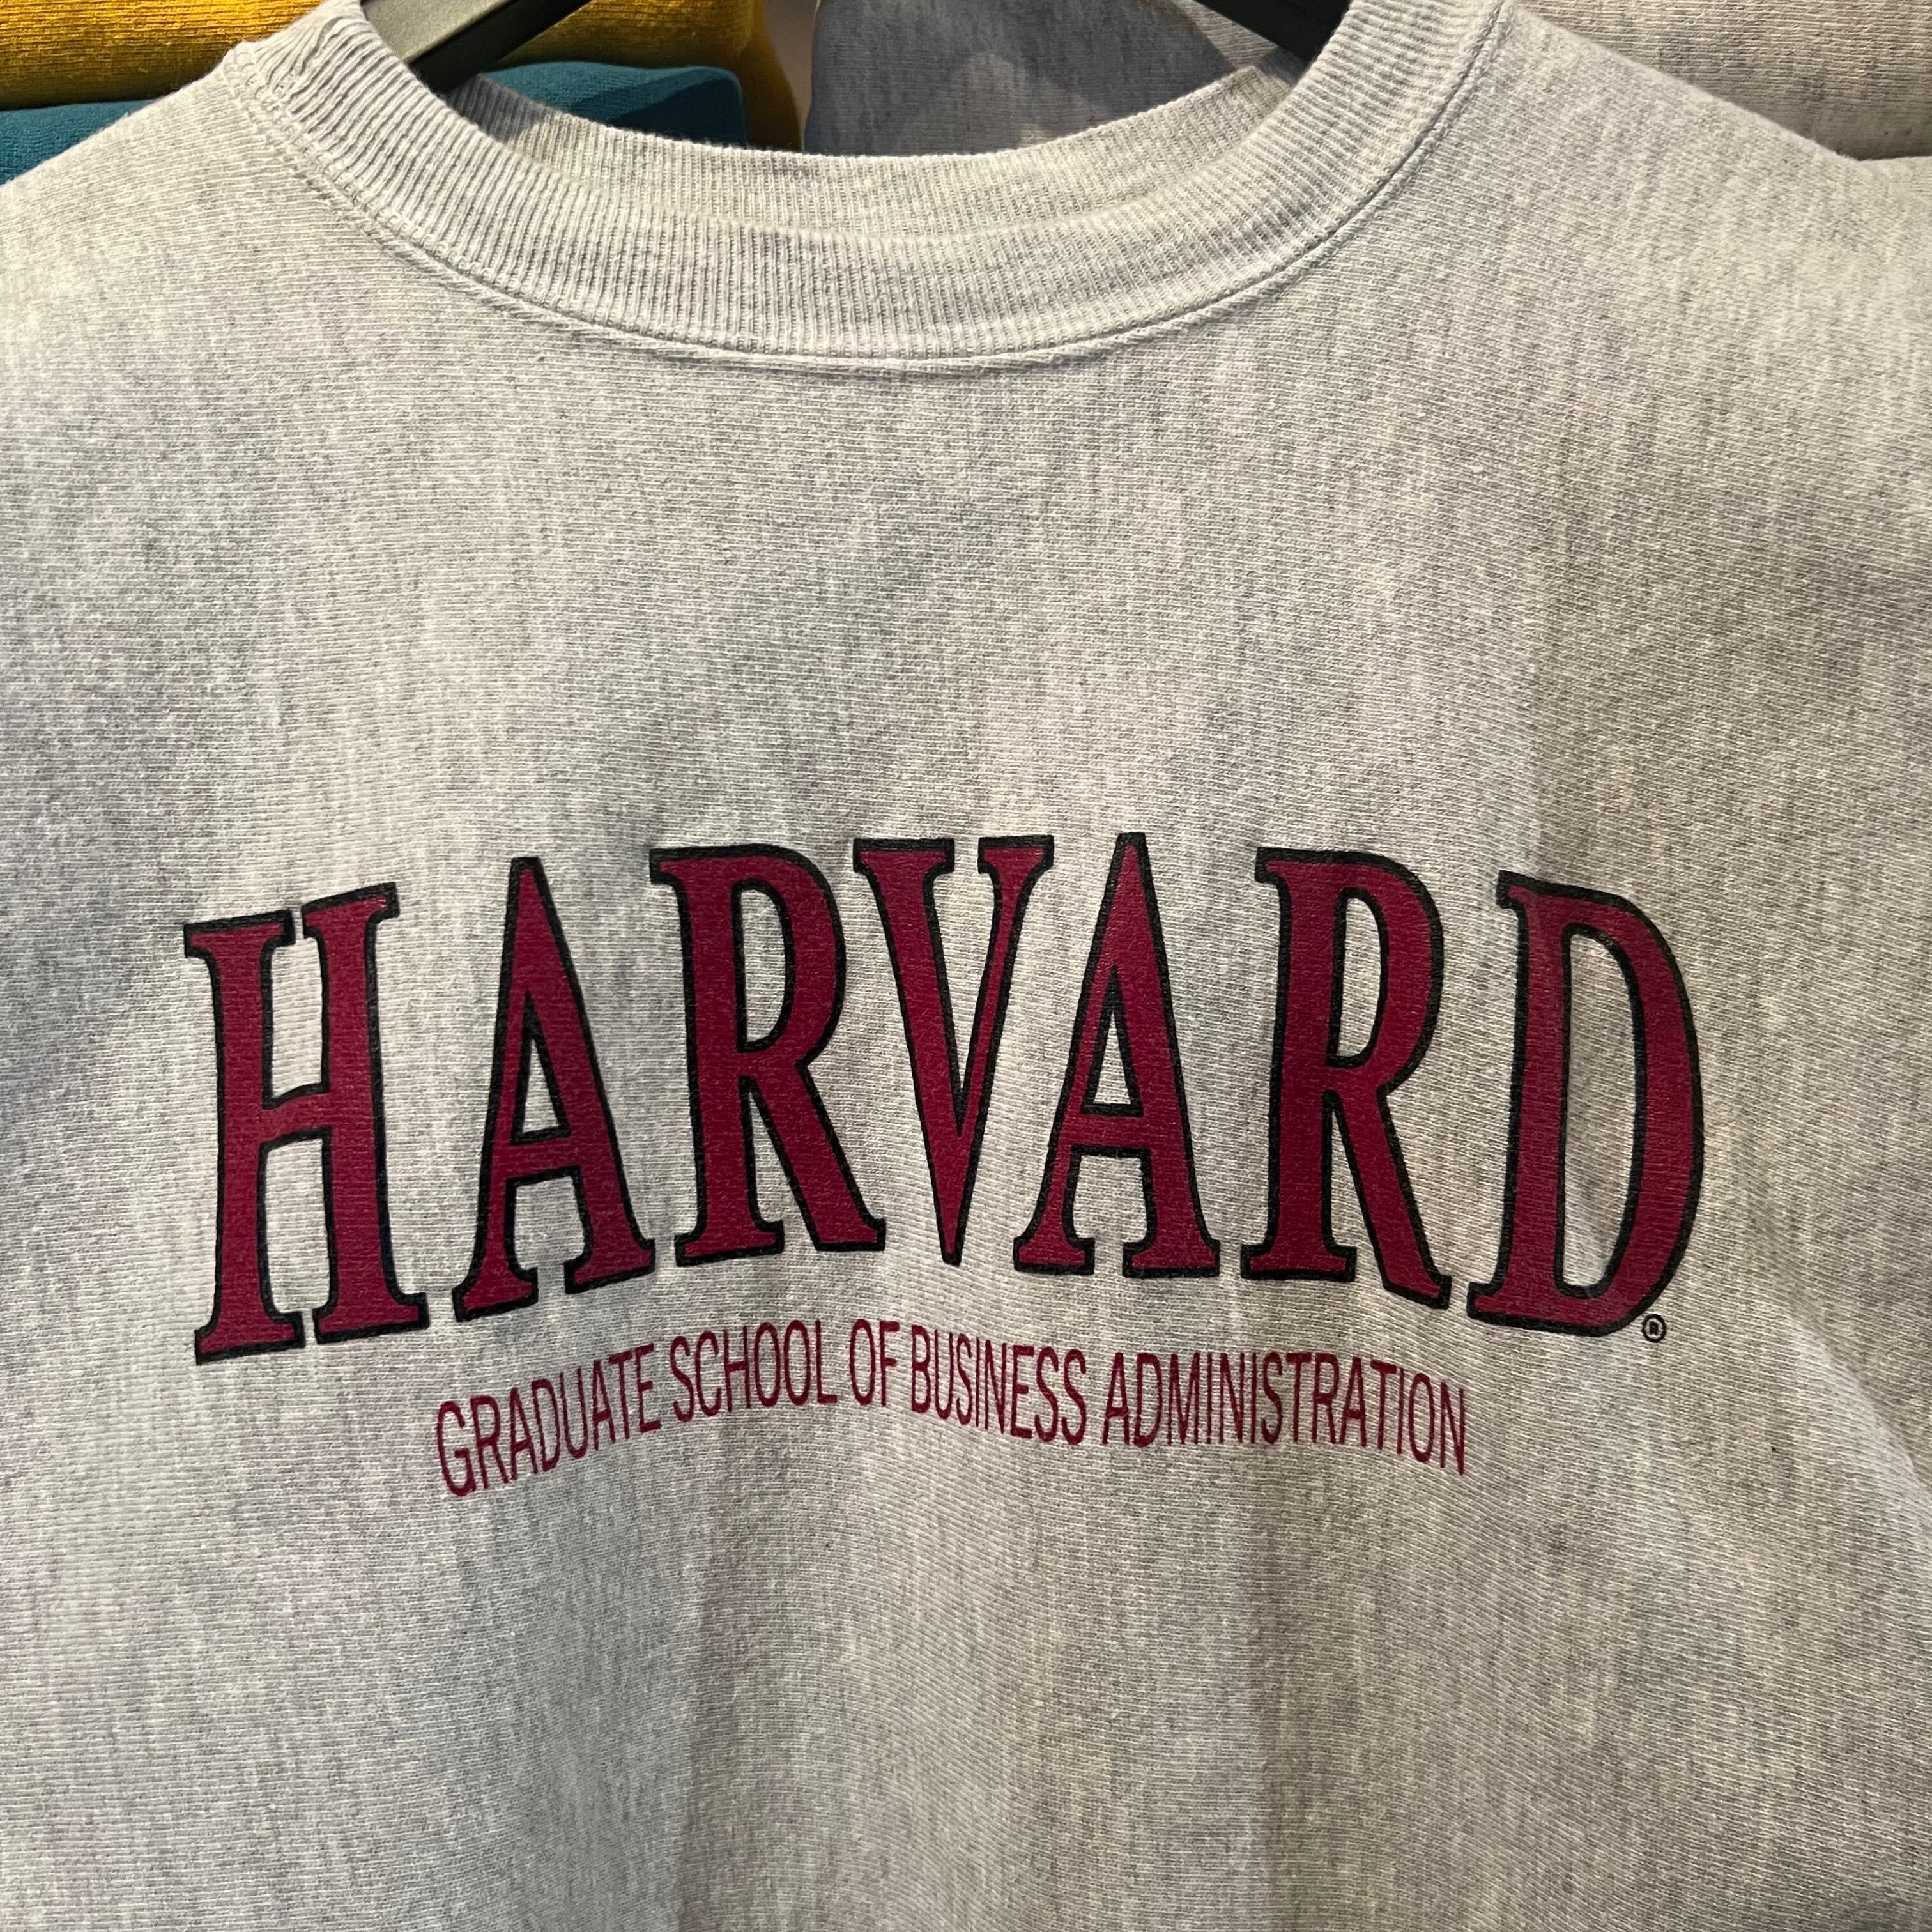 HARVARD®
GRADUATE SCHOOL OF BUSINESS ADMINISTRATION